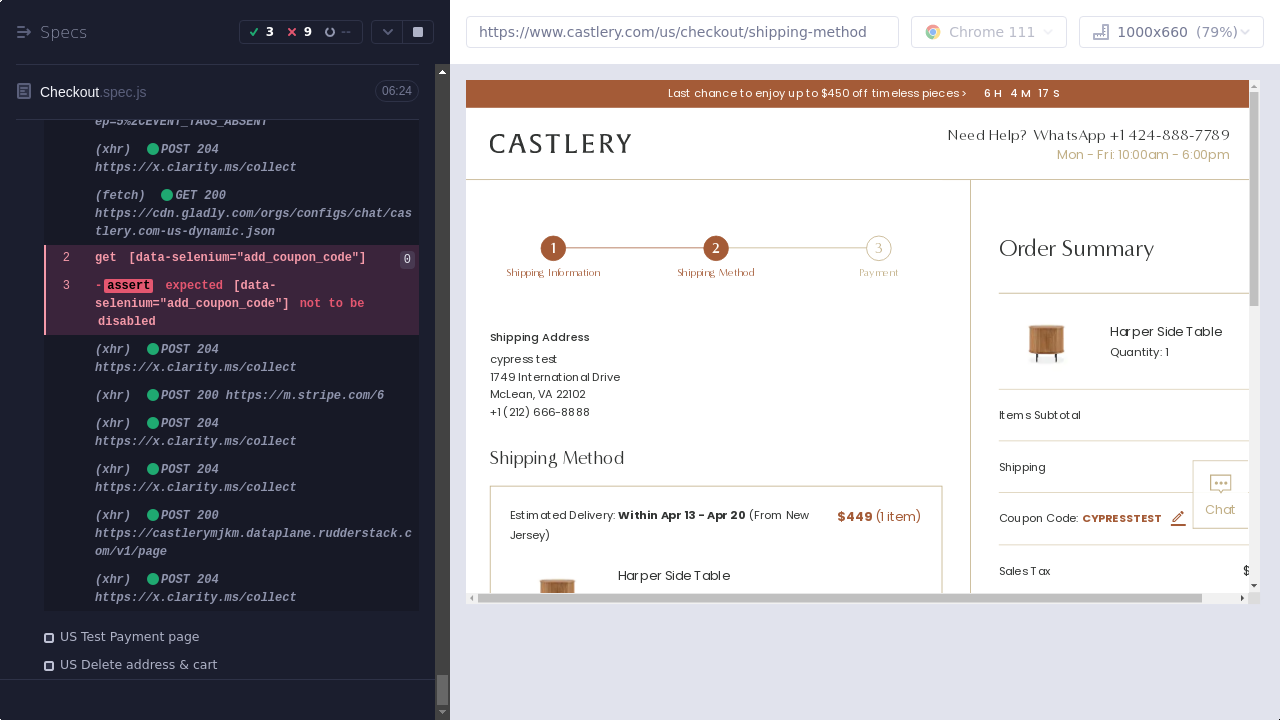 Specs
3
9
--
Checkout.spec.js
06:24
ep=5%2CEVENT_TAGS_ABSENT
(xhr) POST 204
https://x.clarity.ms/collect
(fetch) GET 200
https://cdn.gladly.com/orgs/configs/chat/cas
tlery.com-us-dynamic.json
2 get [data-selenium="add_coupon_code"] 0
3 -assert expected [data-
selenium="add_coupon_code"] not to be
disabled
(xhr) POST 204
https://x.clarity.ms/collect
(xhr) POST 200 https://m.stripe.com/6
(xhr) POST 204
https://x.clarity.ms/collect
(xhr) POST 204
https://x.clarity.ms/collect
(xhr) POST 200
https://castlerymjkm.dataplane.rudderstack.c
om/v1/page
(xhr) POST 204
https://x.clarity.ms/collect
US Test Payment page
US Delete address & cart
https://www.castlery.com/us/checkout/shipping-method
Chrome 111
1000x660 (79%)
Last chance to enjoy up to $450 off timeless pieces > 6 H 4 M 17 S
CASTLERY
Need Help? WhatsApp +1 424-888-7789
Mon - Fri: 10:00am - 6:00pm
1
2
3
Shipping Information
Shipping Method
Payment
Shipping Address
cypress test
1749 International Drive
McLean, VA 22102
+1 (212) 666-8888
Shipping Method
Estimated Delivery: Within Apr 13 - Apr 20 (From New
Jersey)
$449 (1 item)
Harper Side Table
Order Summary
Harper Side Table
Quantity: 1
Items Subtotal
Shipping
Coupon Code: CYPRESSTEST
Chat
Sales Tax
$